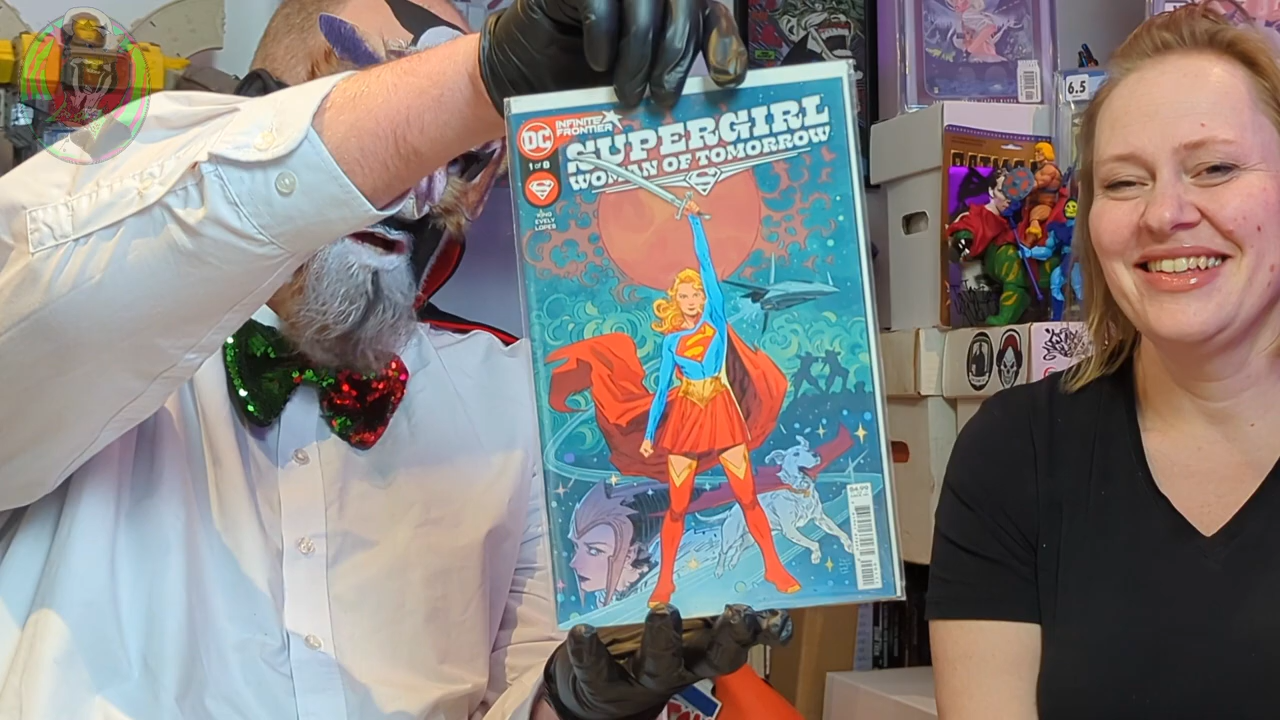 DC
INFINITE
FRONTIER
SUPERGIRL
WOMAN OF TOMORROW
1 OF 8
KING
EVELY
LOPES
$4.99
6.5